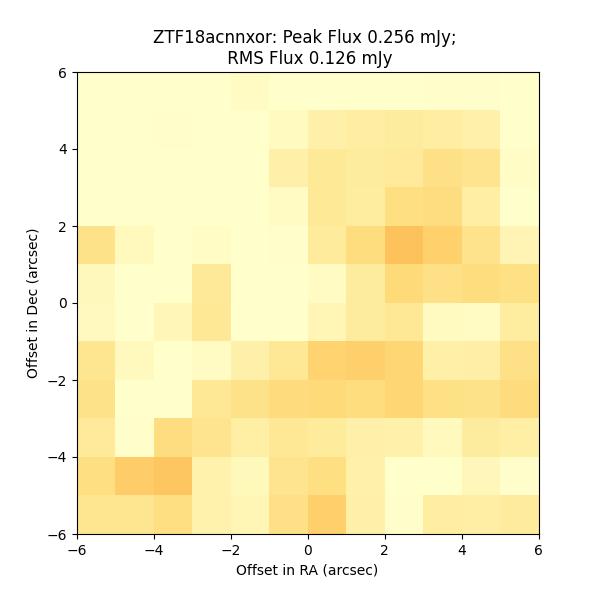 ZTF18acnnxor: Peak Flux 0.256 mJy;
RMS Flux 0.126 mJy
6
4
2
0
−2
−4
−6
Offset in Dec (arcsec)
−6 −4 −2 0 2 4 6
Offset in RA (arcsec)